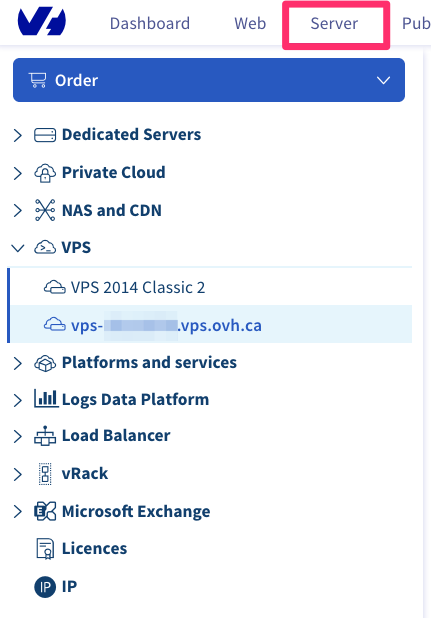 Dashboard Web Server Pub
Order
Dedicated Servers
Private Cloud
NAS and CDN
VPS
VPS 2014 Classic 2
vps- .vps.ovh.ca
Platforms and services
Logs Data Platform
Load Balancer
vRack
Microsoft Exchange
Licences
IP IP